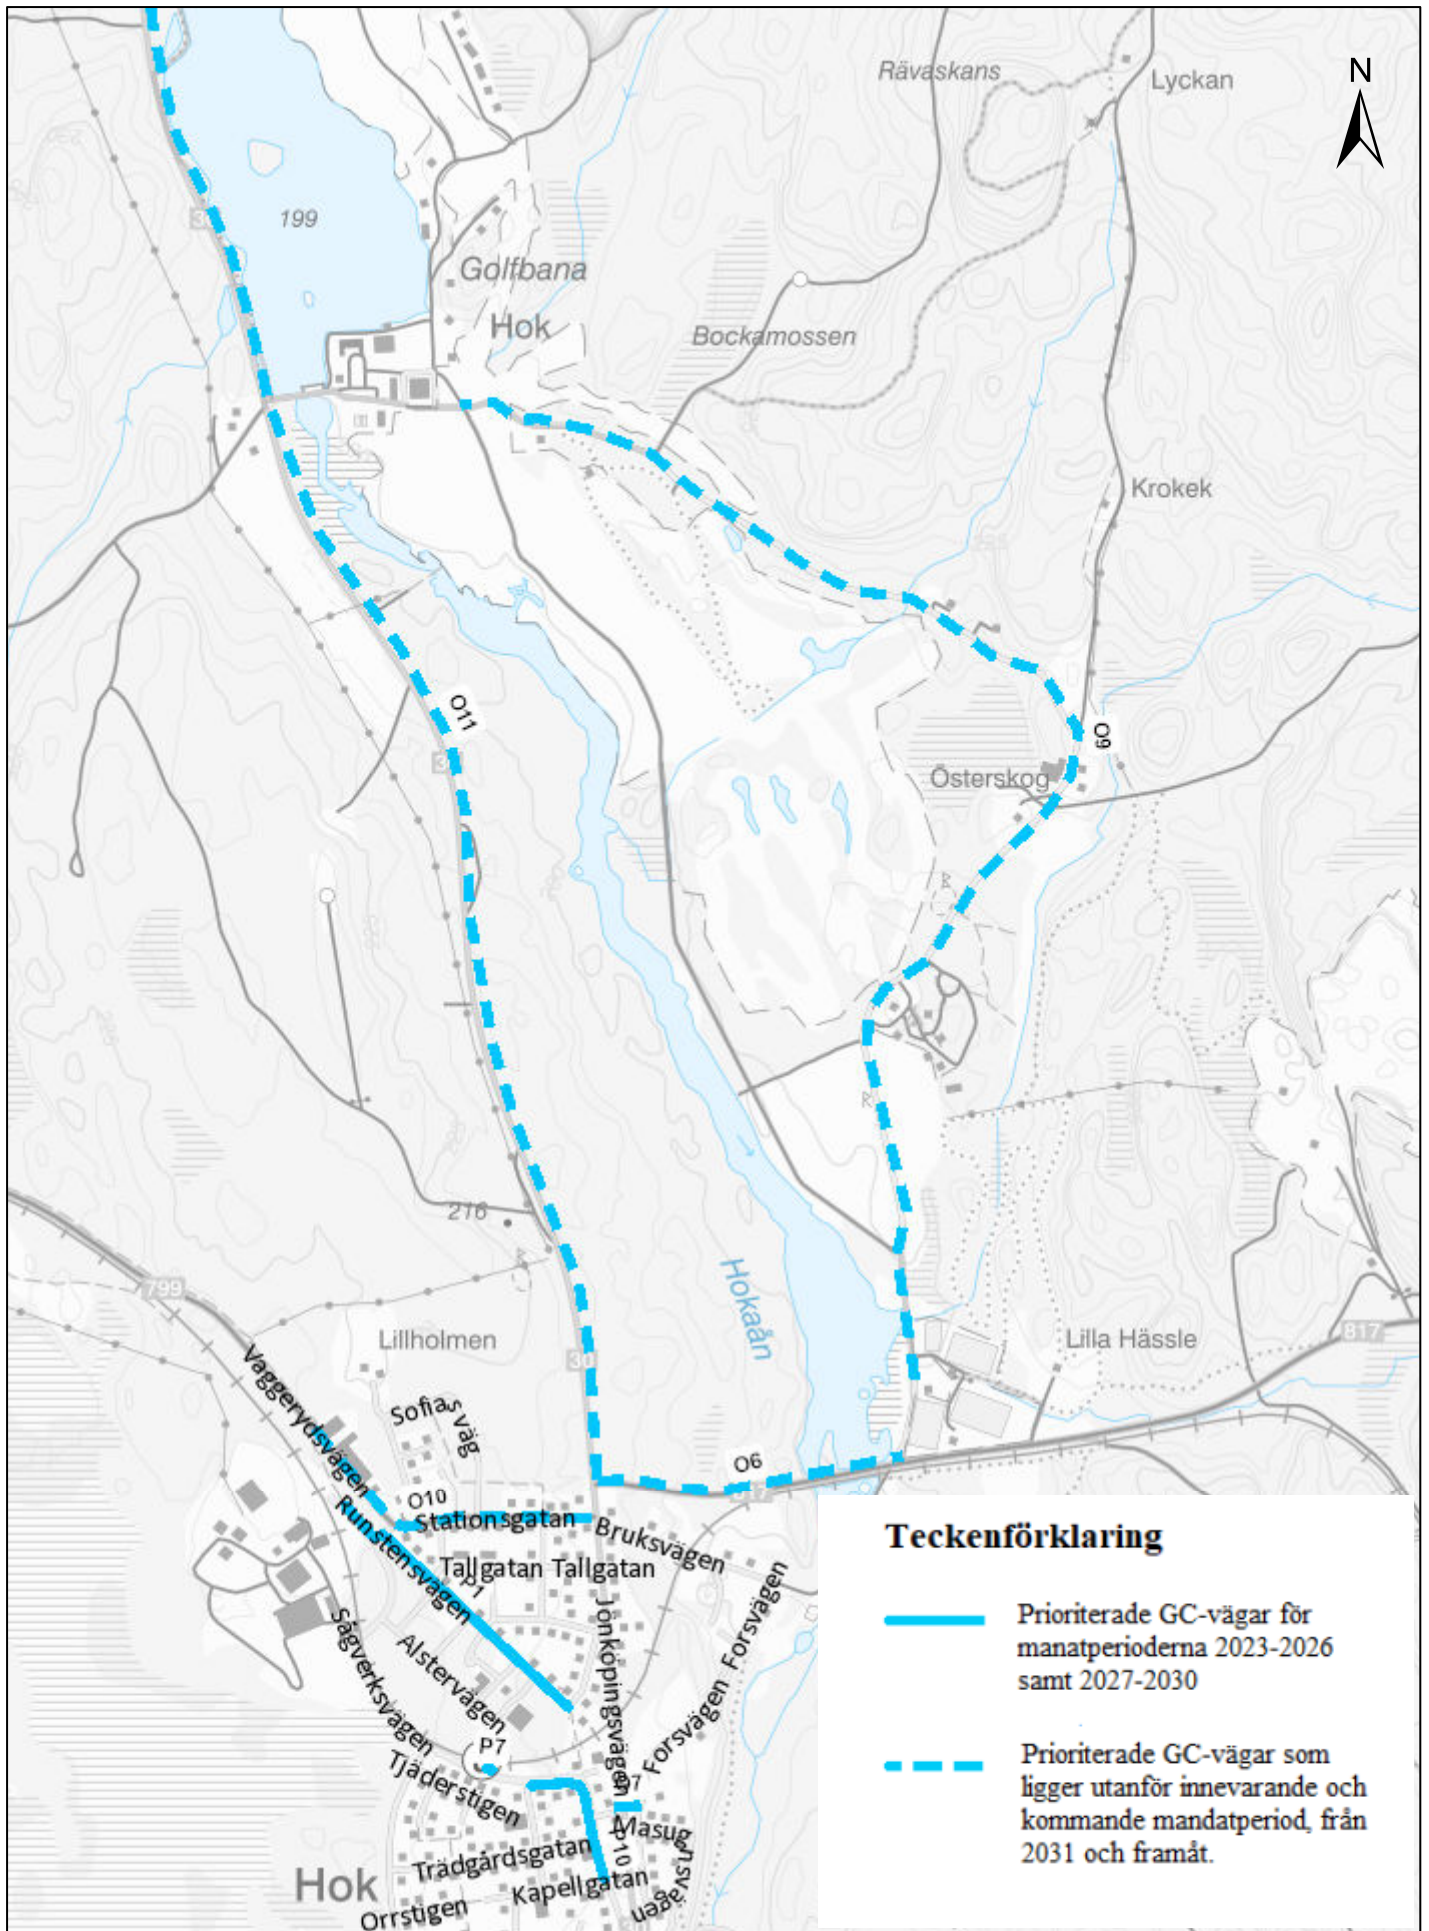 Rävaskans
Lyckan
N
199
Golfbana
Hok
Bockamossen
Krokek
O11
O9
Österskog
216
799
Hokaån
Lillholmen
30
Lilla Hässle
817
Vaggerydsvägen
Sofias väg
O6
O10
Stationsgatan
Bruksvägen
Runstensvägen
Tallgatan Tallgatan
P1
Jönköpingsvägen
Forsvägen Forsvägen
Sågverksvägen
Alstervägen
P7
Tjäderstigen
Masugnsvägen
P10
Trädgårdsgatan
Kapellgatan
Hok
Orrstigen
Teckenförklaring
Prioriterade GC-vägar för
manatperioderna 2023-2026
samt 2027-2030
Prioriterade GC-vägar som
ligger utanför innevarande och
kommande mandatperiod, från
2031 och framåt.